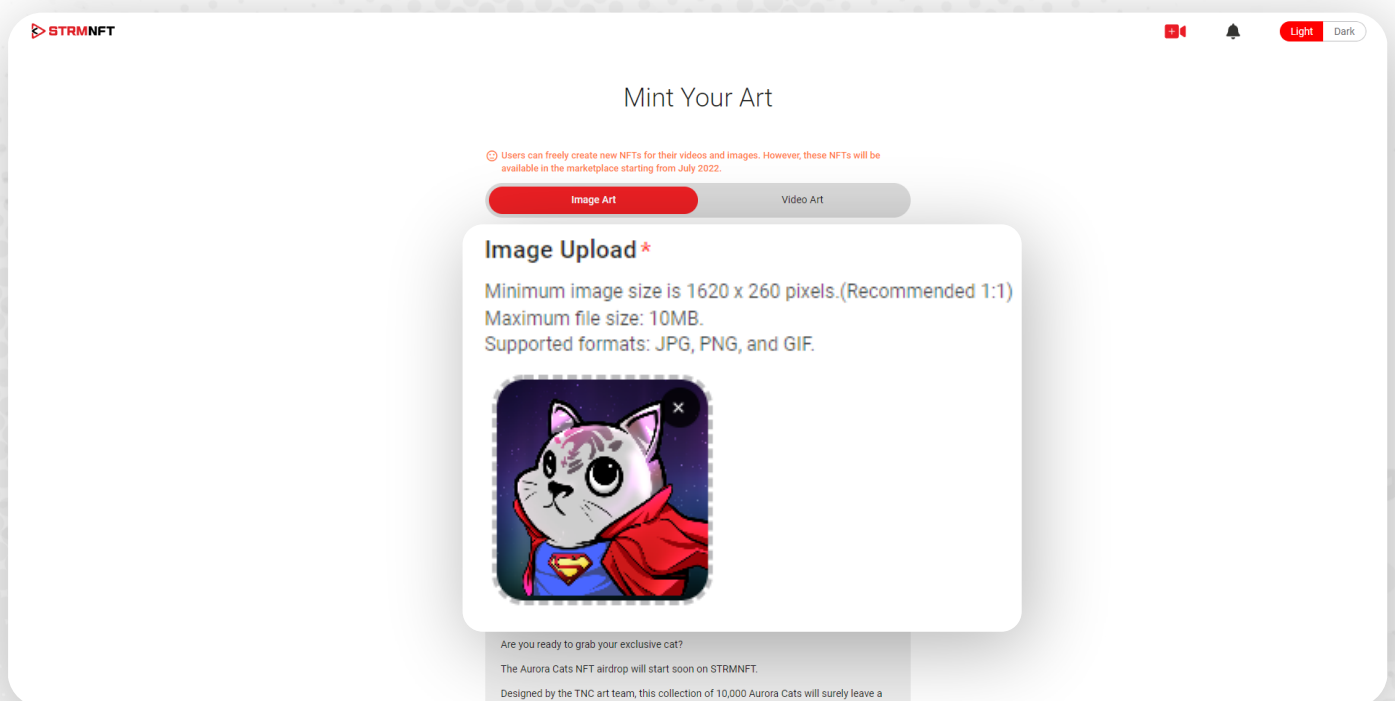 STRMNFT
Light
Dark
Mint Your Art
Users can freely create new NFTs for their videos and images. However, these NFTs will be
available in the marketplace starting from July 2022.
Image Art
Video Art
Image Upload*
Minimum image size is 1620 x 260 pixels.(Recommended 1:1)
Maximum file size: 10MB.
Supported formats: JPG, PNG, and GIF.
S
Are you ready to grab your exclusive cat?
The Aurora Cats NFT airdrop will start soon on STRMNFT.
Designed by the TNC art team, this collection of 10,000 Aurora Cats will surely leave a